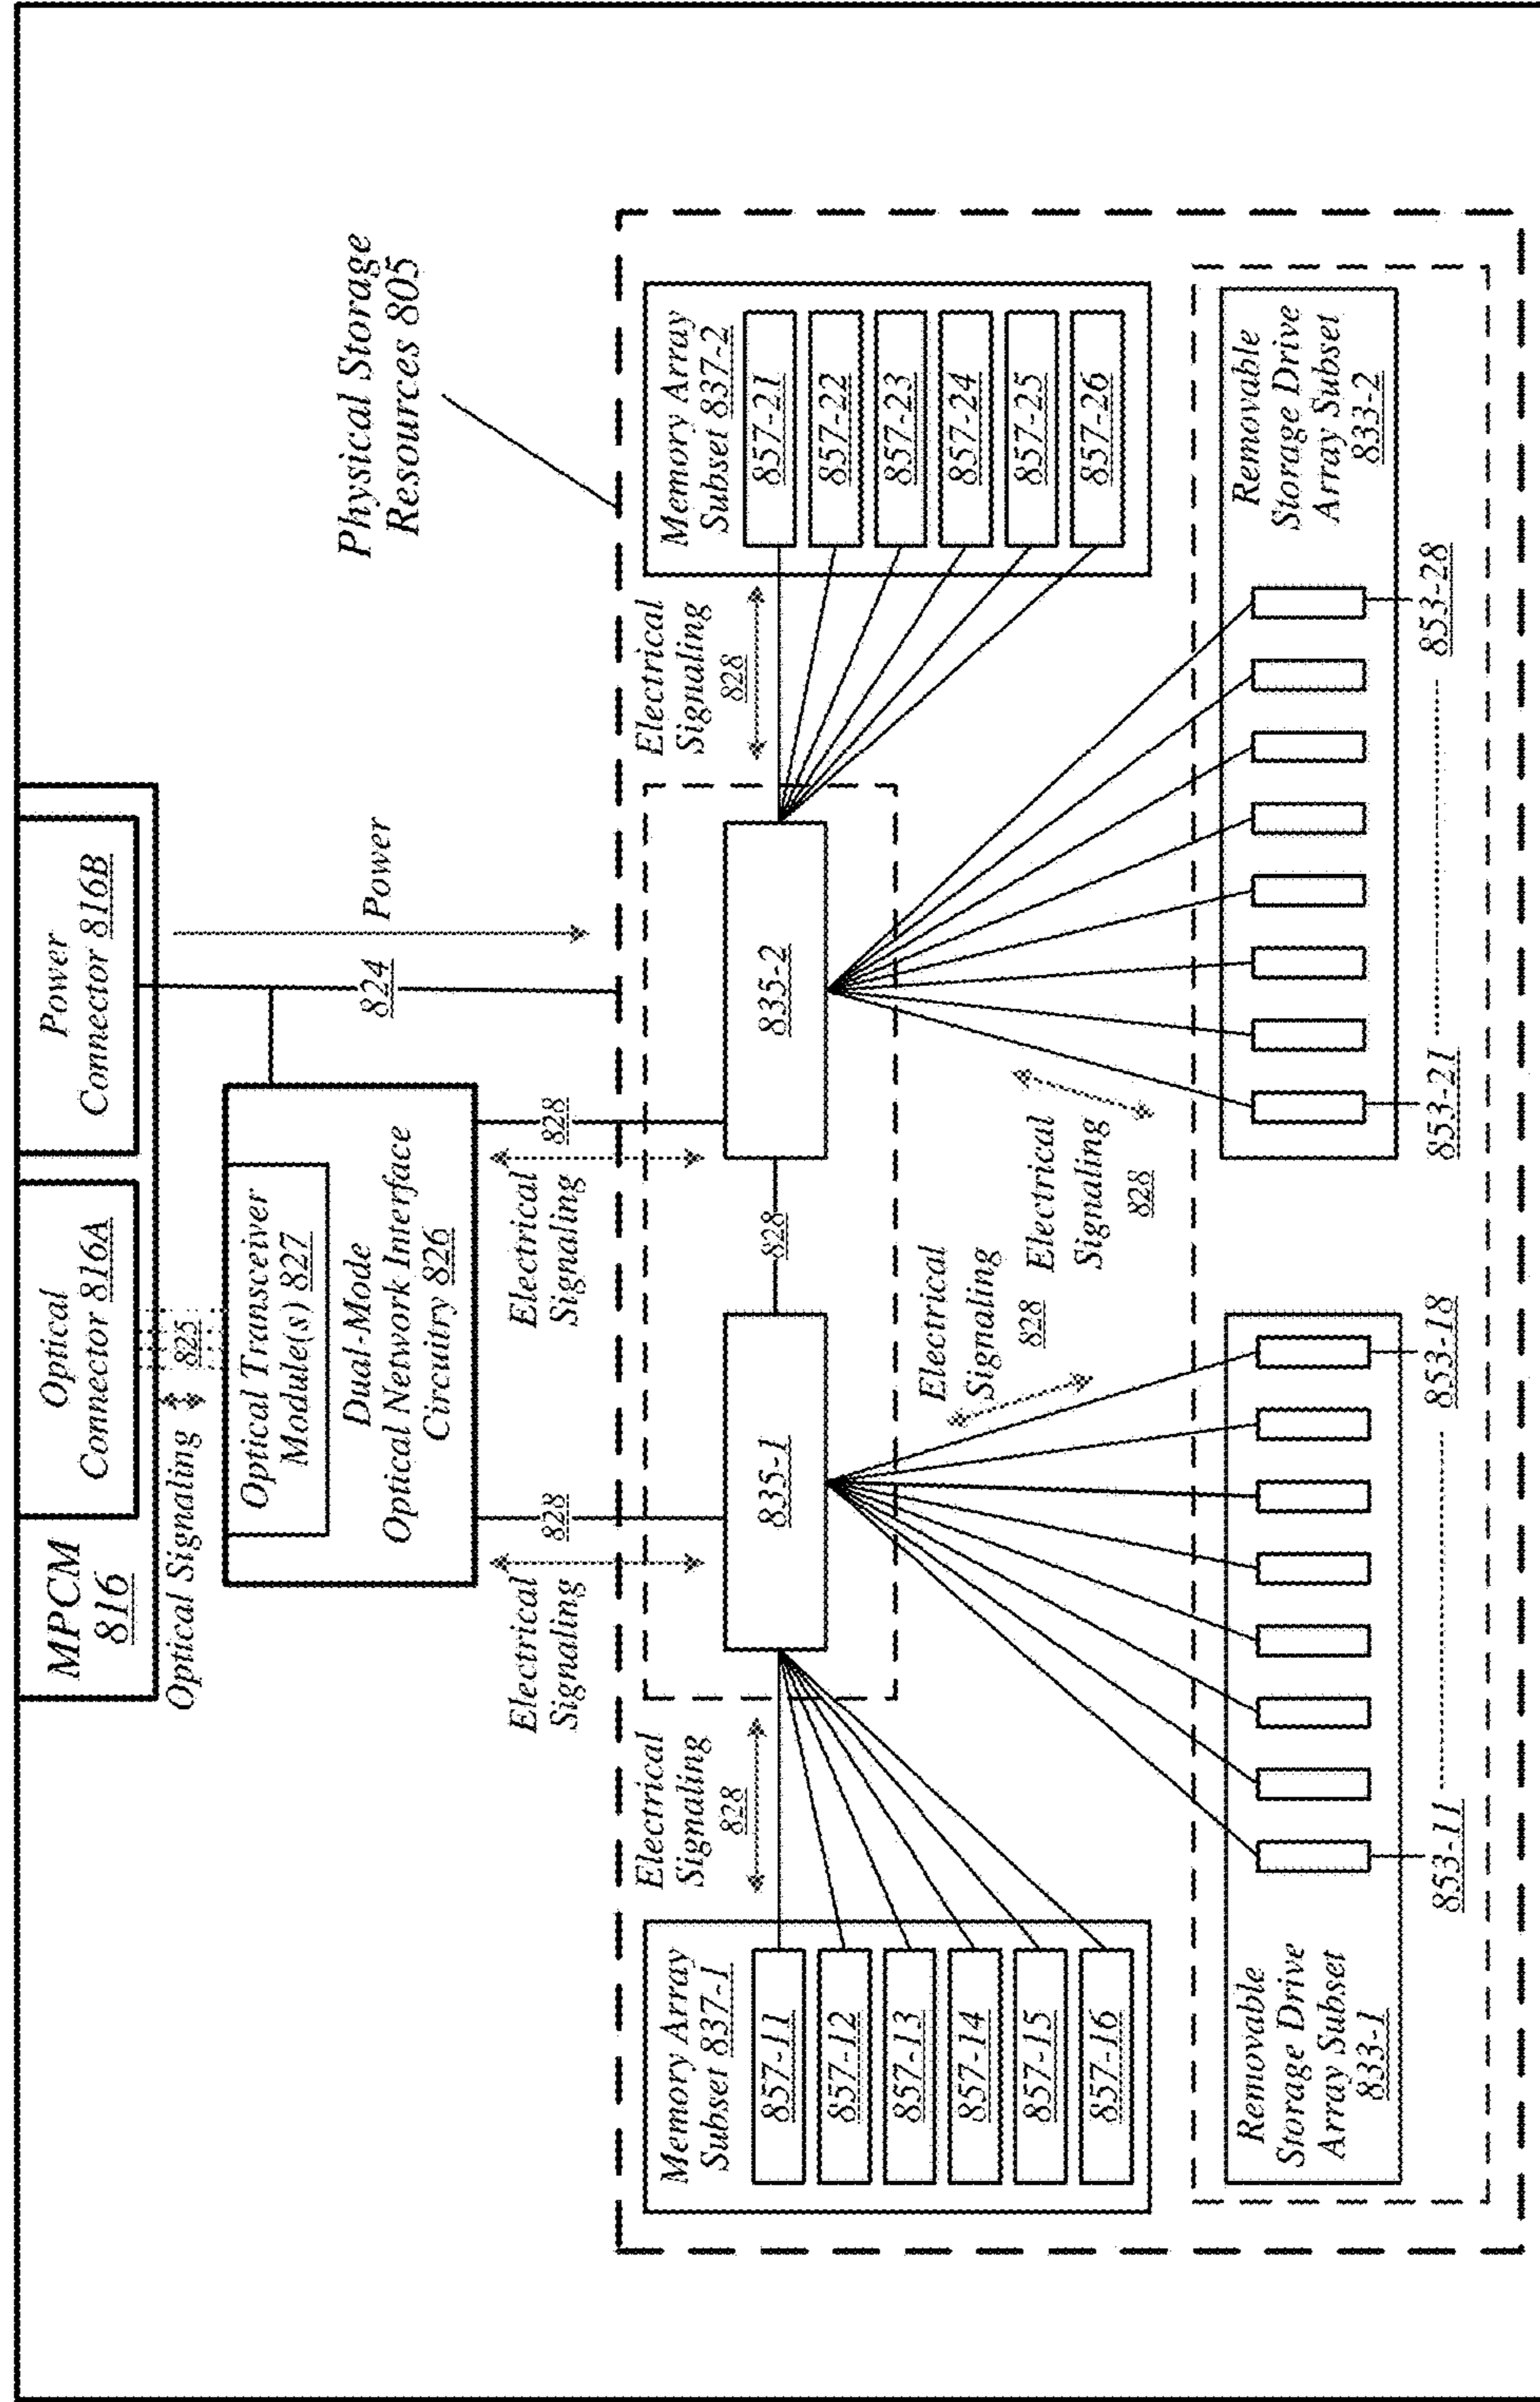 MPCM
816
Optical
Connector 816A
Power
Connector 816B
Optical Signaling
825
Optical Transceiver
Module(s) 827
Dual-Mode
Optical Network Interface
Circuitry 826
824
Power
Physical Storage
Resources 805
Electrical
Signaling
828
Electrical
Signaling
828
Memory Array
Subset 837-1
857-11
857-12
857-13
857-14
857-15
857-16
Electrical
Signaling
828
835-1
828
835-2
Electrical
Signaling
828
Memory Array
Subset 837-2
857-21
857-22
857-23
857-24
857-25
857-26
Electrical
Signaling
828
Electrical
Signaling
828
Removable
Storage Drive
Array Subset
833-1
853-11
853-18
Removable
Storage Drive
Array Subset
833-2
853-21
853-28